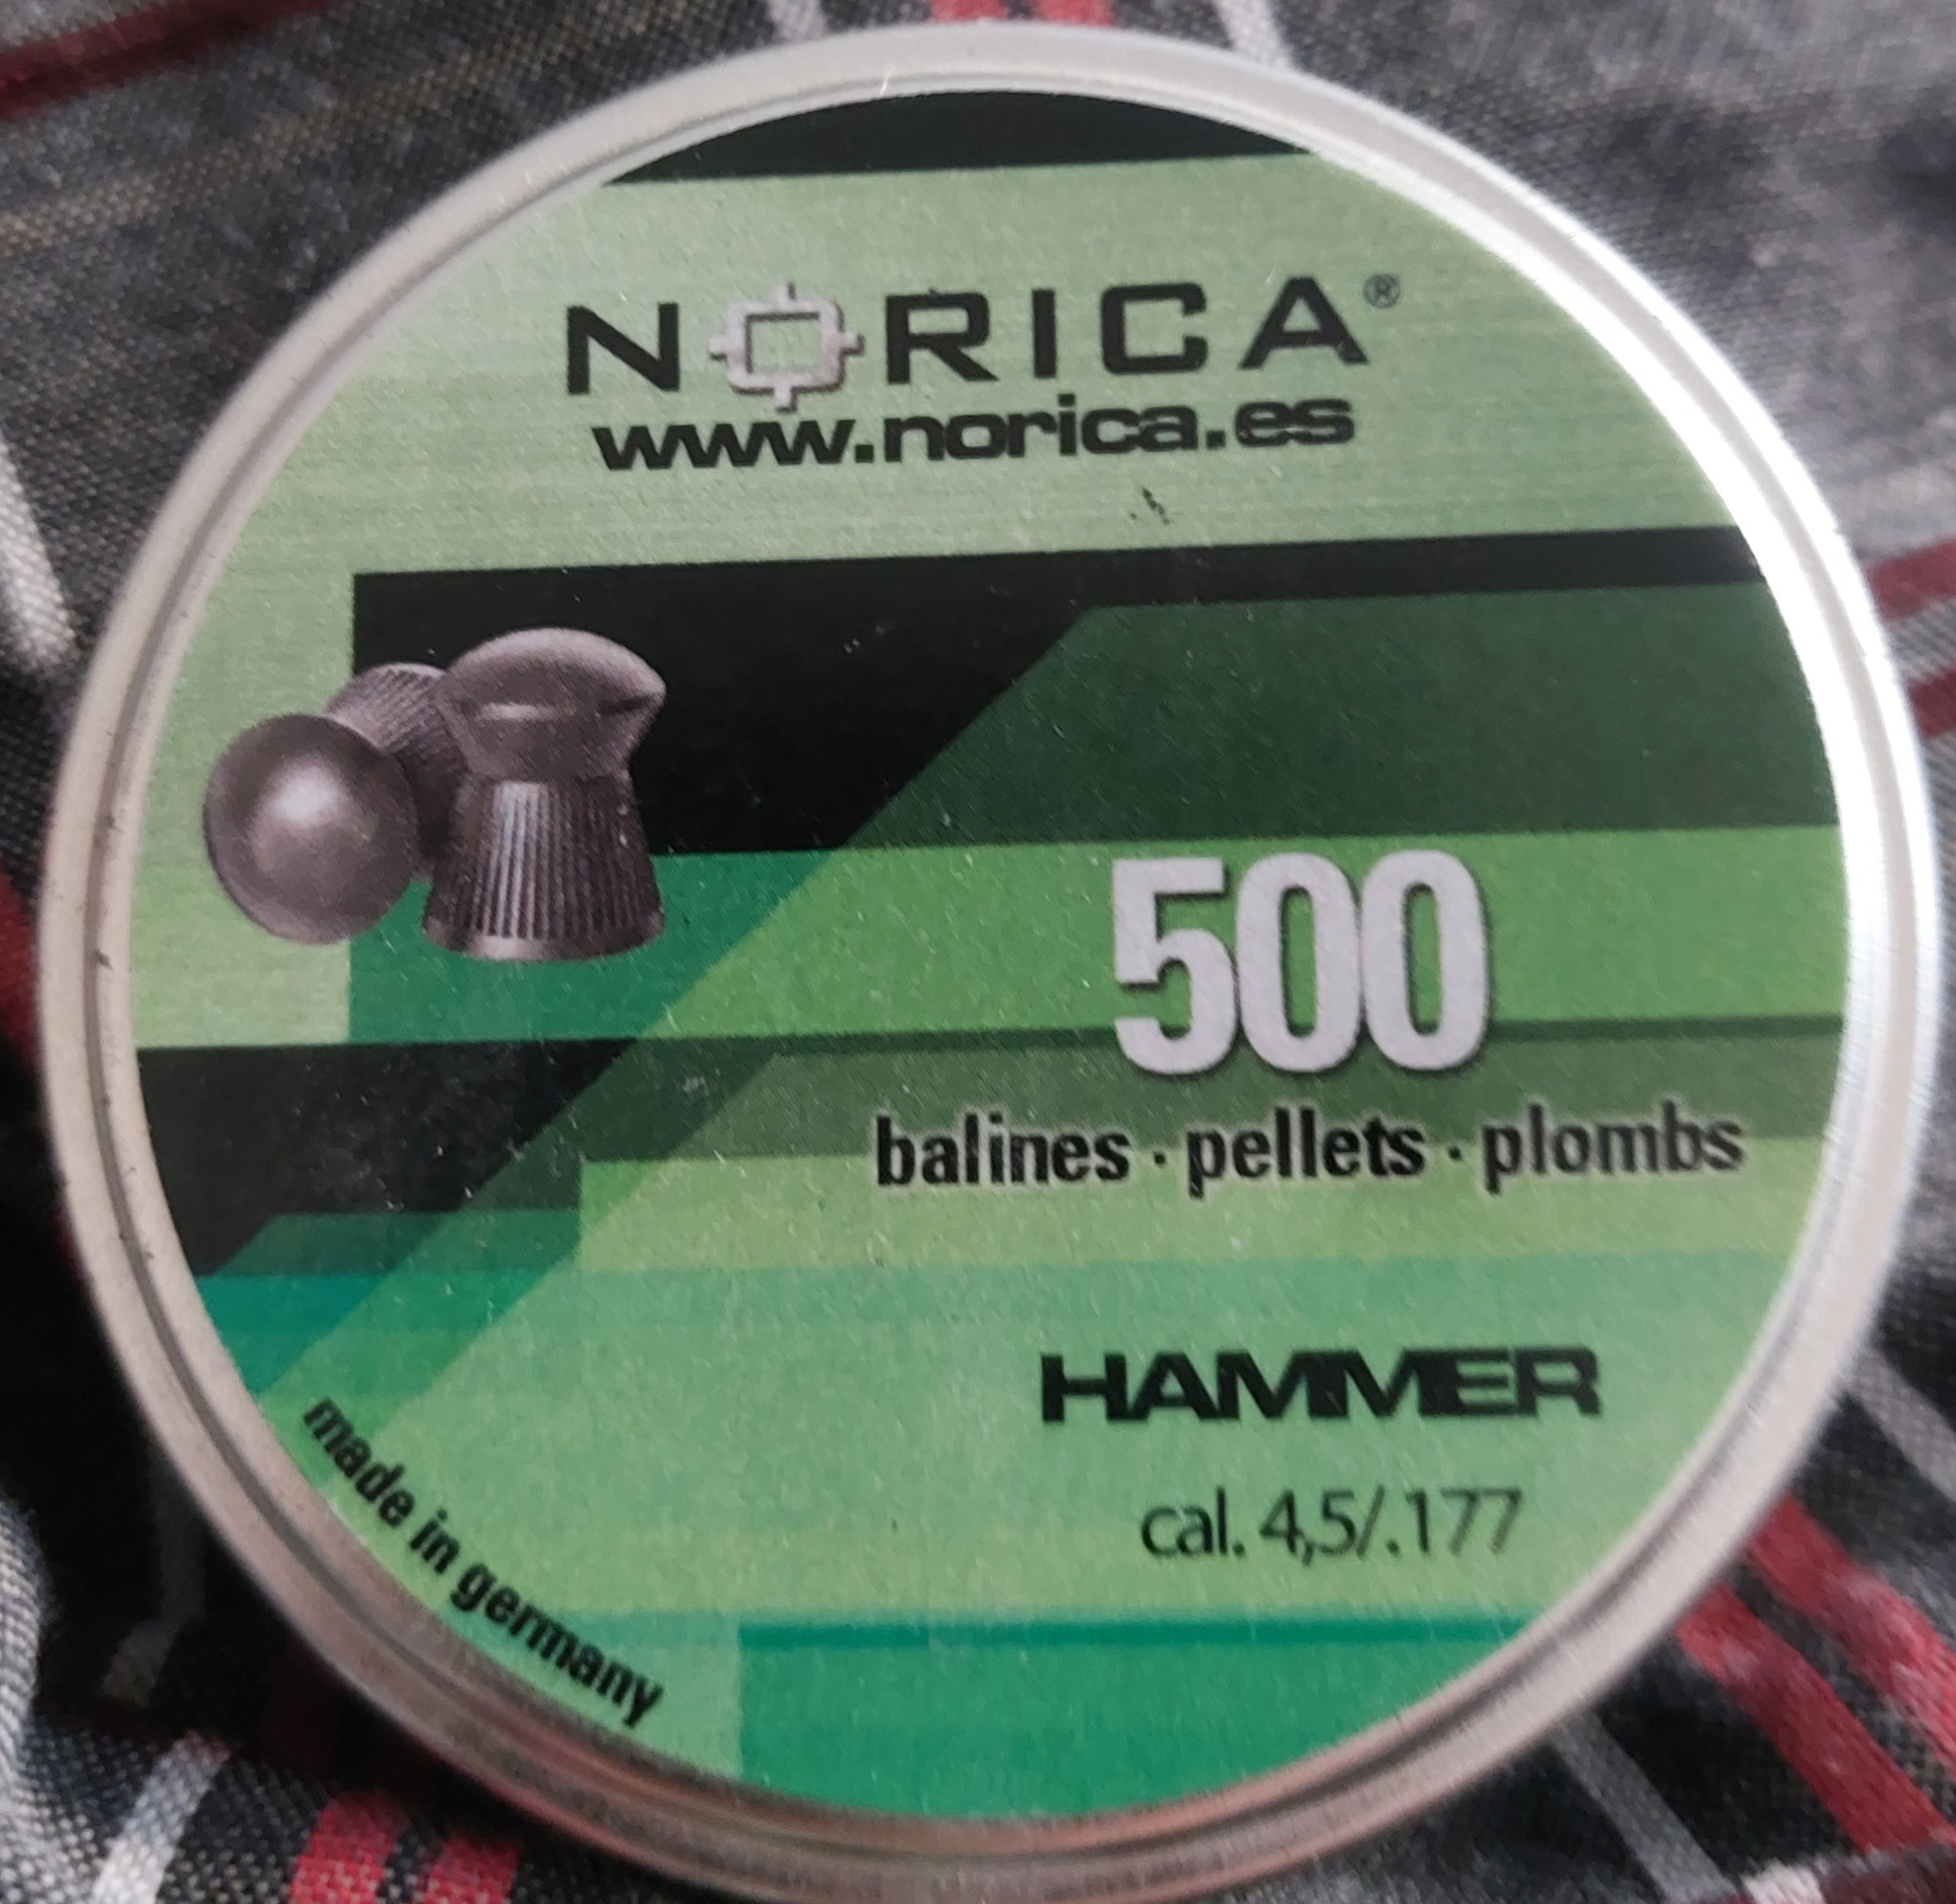 NORICA®
www.norica.es
500
balines · pellets · plombs
HAMMER
cal. 4,5/.177
made in germany